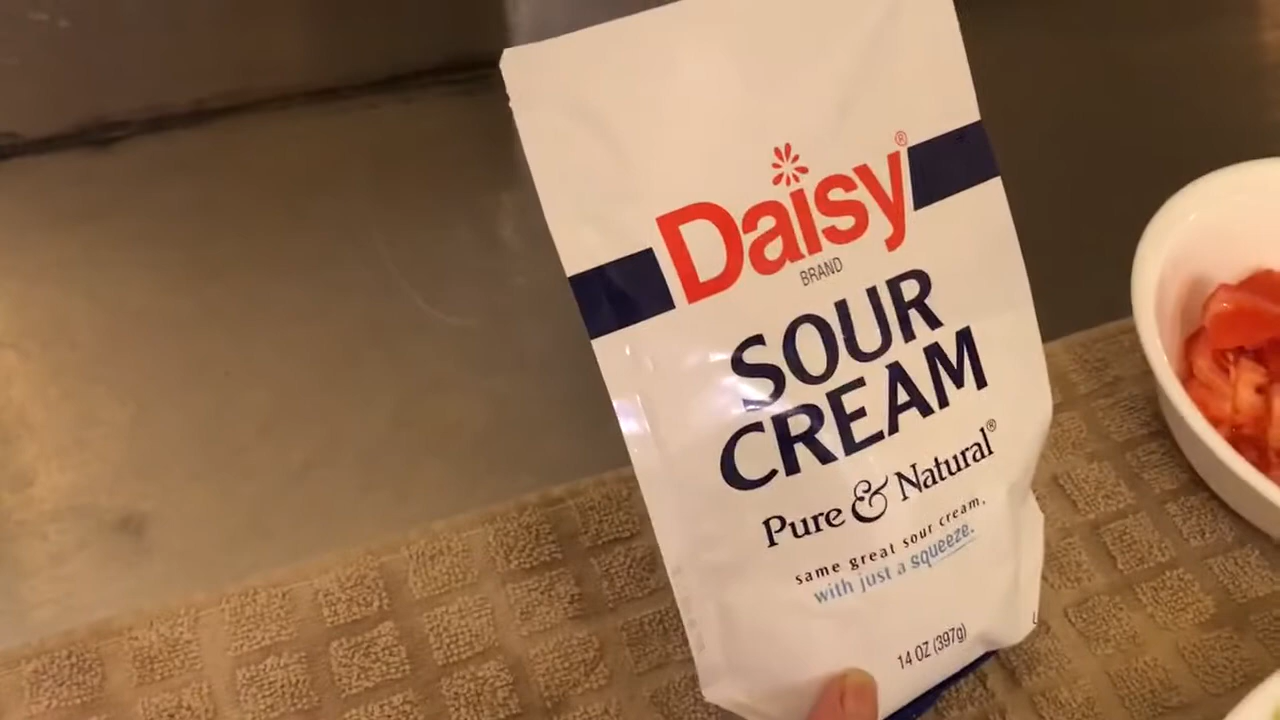 Daisy®
BRAND
SOUR
CREAM
Pure & Natural®
same great sour cream,
with just a squeeze.
14 OZ (397g)